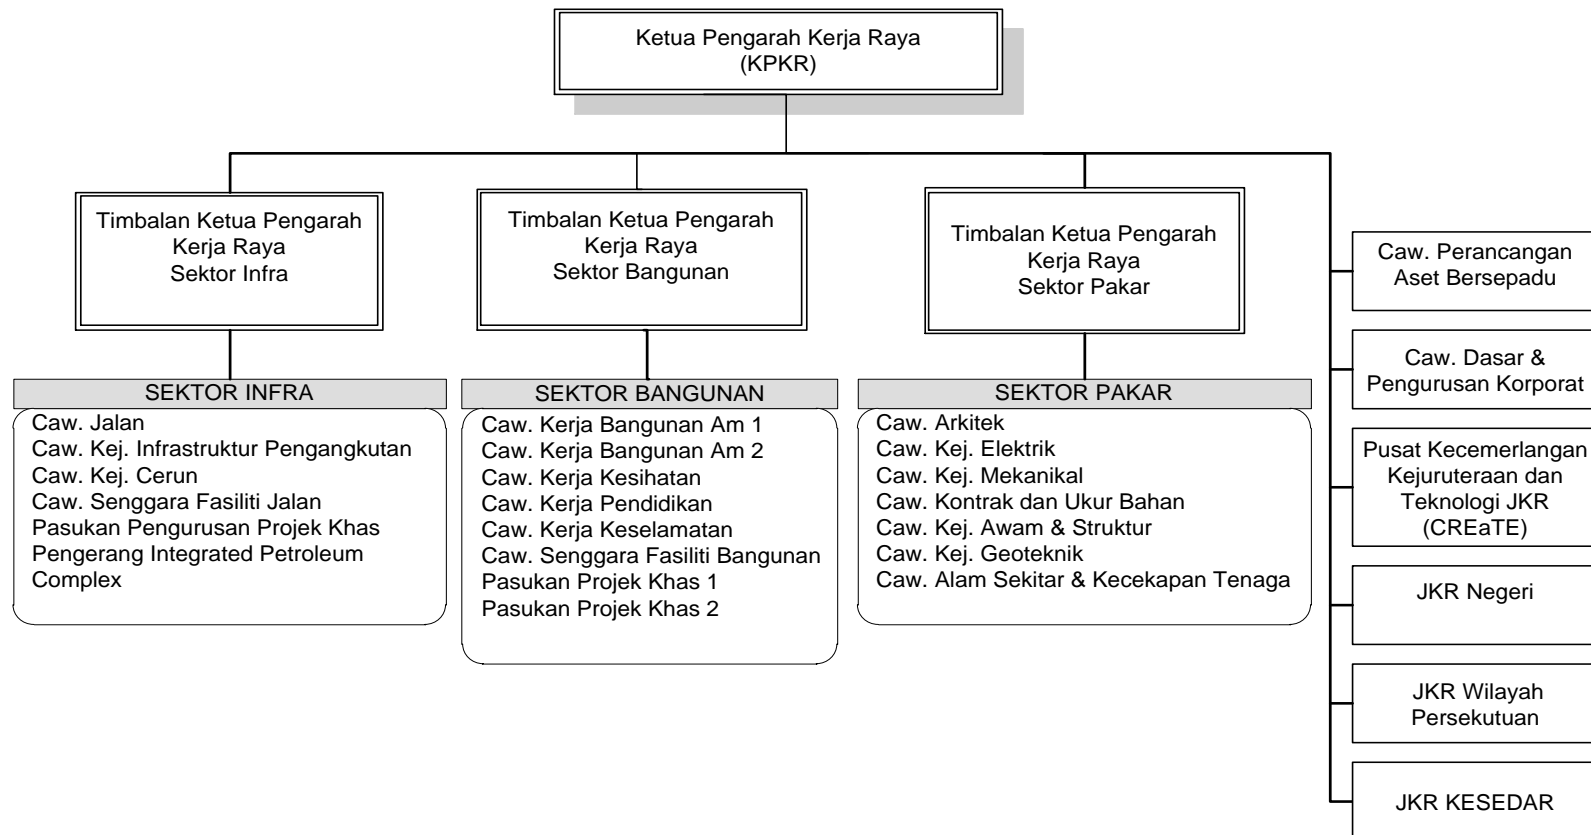 Ketua Pengarah Kerja Raya
(KPKR)
Timbalan Ketua Pengarah
Kerja Raya
Sektor Infra
Timbalan Ketua Pengarah
Kerja Raya
Sektor Bangunan
Timbalan Ketua Pengarah
Kerja Raya
Sektor Pakar
SEKTOR INFRA
Caw. Jalan
Caw. Kej. Infrastruktur Pengangkutan
Caw. Kej. Cerun
Caw. Senggara Fasiliti Jalan
Pasukan Pengurusan Projek Khas
Pengerang Integrated Petroleum
Complex
SEKTOR BANGUNAN
Caw. Kerja Bangunan Am 1
Caw. Kerja Bangunan Am 2
Caw. Kerja Kesihatan
Caw. Kerja Pendidikan
Caw. Kerja Keselamatan
Caw. Senggara Fasiliti Bangunan
Pasukan Projek Khas 1
Pasukan Projek Khas 2
SEKTOR PAKAR
Caw. Arkitek
Caw. Kej. Elektrik
Caw. Kej. Mekanikal
Caw. Kontrak dan Ukur Bahan
Caw. Kej. Awam & Struktur
Caw. Kej. Geoteknik
Caw. Alam Sekitar & Kecekapan Tenaga
Caw. Perancangan
Aset Bersepadu
Caw. Dasar &
Pengurusan Korporat
Pusat Kecemerlangan
Kejuruteraan dan
Teknologi JKR
(CREaTE)
JKR Negeri
JKR Wilayah
Persekutuan
JKR KESEDAR